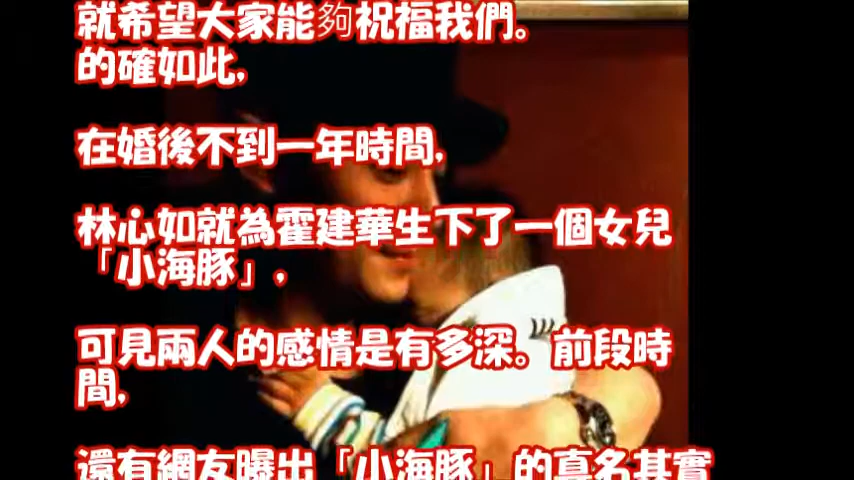 就希望大家能夠祝福我們。
的確如此,
在婚後不到一年時間,
林心如就為霍建華生下了一個女兒
「小海豚」,
可見兩人的感情是有多深。前段時
間,
還有網友曝出「小海豚」的真名其實